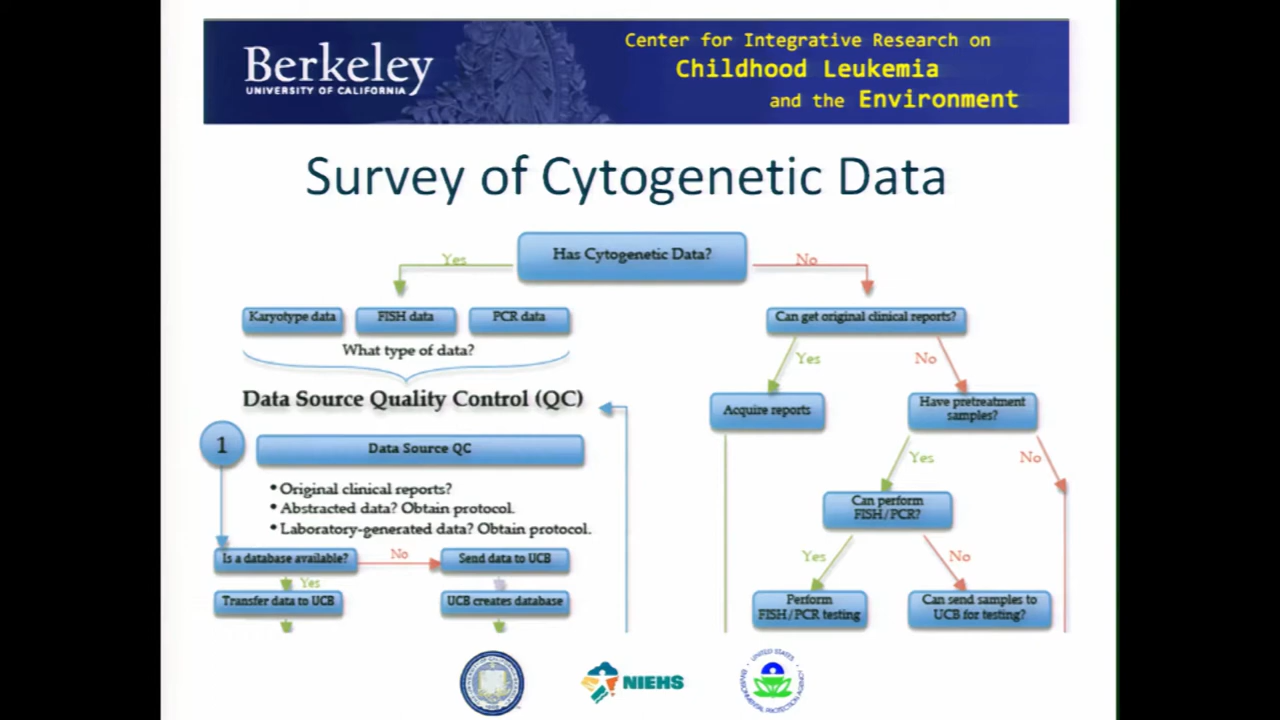 Berkeley
UNIVERSITY OF CALIFORNIA
Center for Integrative Research on
Childhood Leukemia
and the Environment
Survey of Cytogenetic Data
Has Cytogenetic Data?
Yes
No
Karyotype data
FISH data
PCR data
What type of data?
Data Source Quality Control (QC)
1
Data Source QC
• Original clinical reports?
• Abstracted data? Obtain protocol.
• Laboratory-generated data? Obtain protocol.
Is a database available?
No
Send data to UCB
Yes
Transfer data to UCB
UCB creates database
Can get original clinical reports?
Yes
No
Acquire reports
Have pretreatment
samples?
Yes
No
Can perform
FISH/PCR?
Yes
No
Perform
FISH/PCR testing
Can send samples to
UCB for testing?
NIEHS
UNITED STATES
ENVIRONMENTAL PROTECTION AGENCY